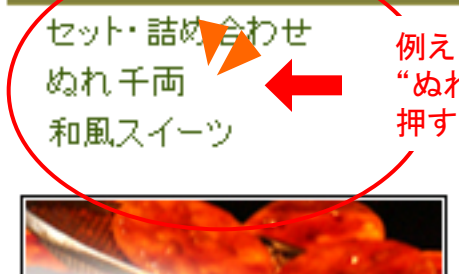 セット・詰め合わせ
ぬれ千両
和風スイーツ
例え
“ぬれ
押す